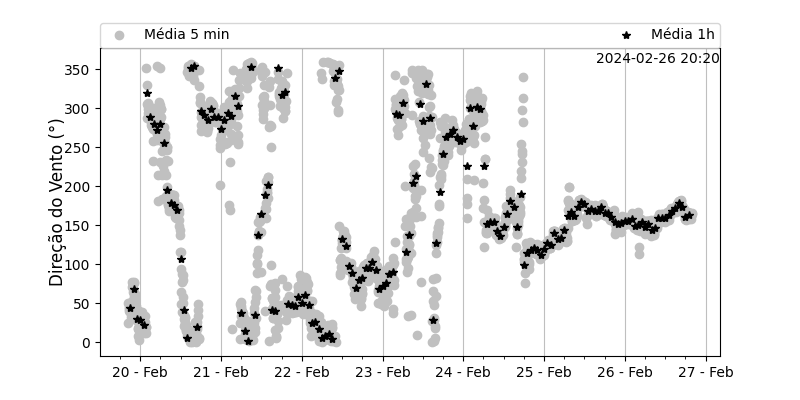 Média 5 min
Média 1h
2024-02-26 20:20
Direção do Vento (°)
350
300
250
200
150
100
50
0
20 - Feb
21 - Feb
22 - Feb
23 - Feb
24 - Feb
25 - Feb
26 - Feb
27 - Feb